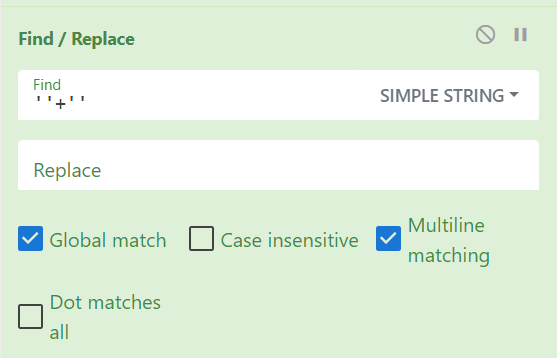 Find / Replace
Find
''+''
SIMPLE STRING
Replace
Global match
Case insensitive
Multiline
matching
Dot matches
all